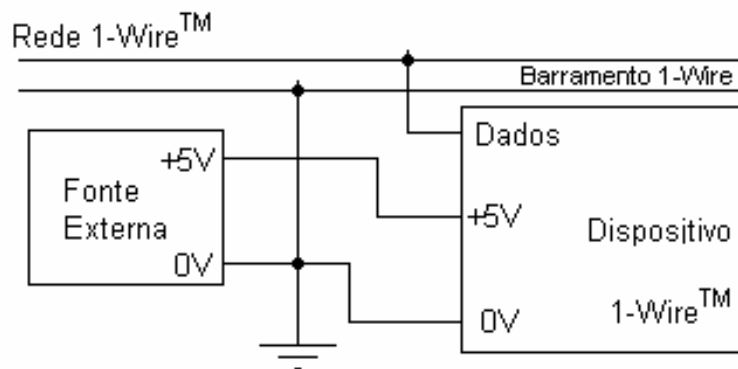 Rede 1-Wire™
Barramento 1-Wire
Dados
+5V
Fonte
Externa
0V
+5V
Dispositivo
1-Wire™
0V